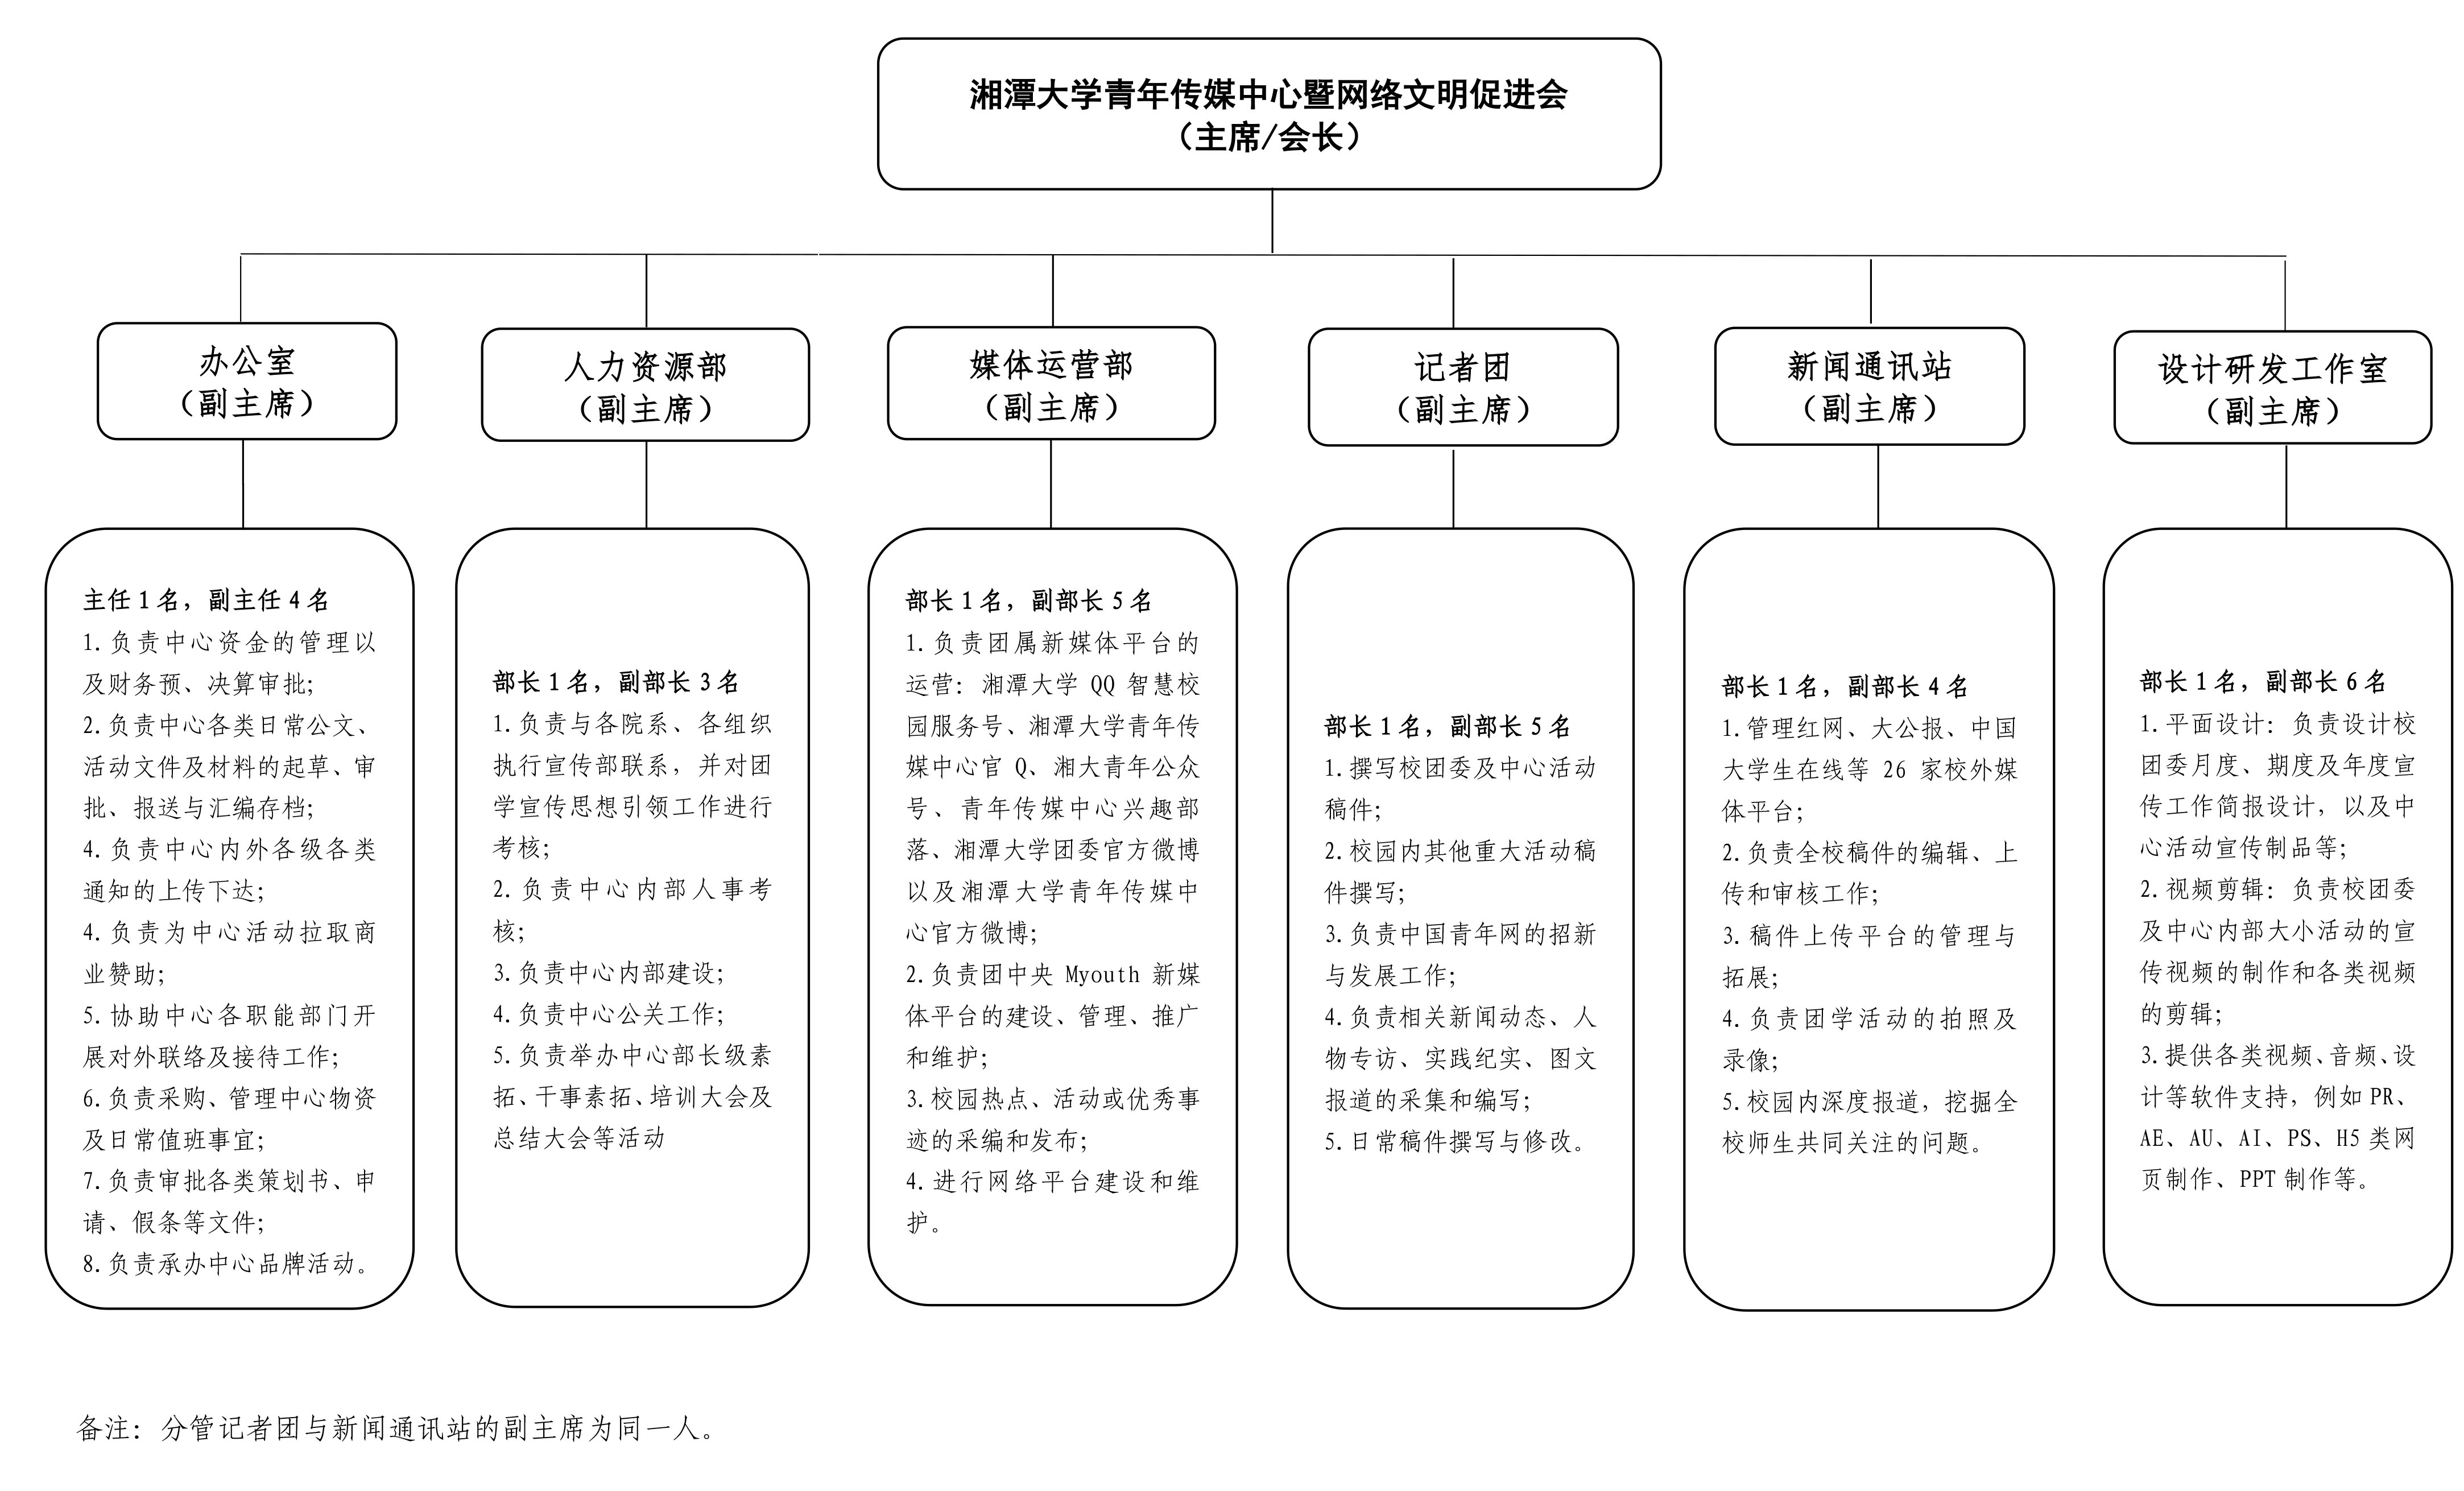 湘潭大学青年传媒中心暨网络文明促进会
（主席/会长）
办公室
（副主席）
人力资源部
（副主席）
媒体运营部
（副主席）
记者团
（副主席）
新闻通讯站
（副主席）
设计研发工作室
（副主席）
主任 1 名，副主任 4 名
1. 负责中心资金的管理以
及财务预、决算审批；
2. 负责中心各类日常公文、
活动文件及材料的起草、审
批、报送与汇编存档；
4. 负责中心内外各级各类
通知的上传下达；
4. 负责为中心活动拉取商
业赞助；
5. 协助中心各职能部门开
展对外联络及接待工作；
6. 负责采购、管理中心物资
及日常值班事宜；
7. 负责审批各类策划书、申
请、假条等文件；
8. 负责承办中心品牌活动。
部长 1 名，副部长 3 名
1. 负责与各院系、各组织
执行宣传部联系，并对团
学宣传思想引领工作进行
考核；
2. 负责中心内部人事考
核；
3. 负责中心内部建设；
4. 负责中心公关工作；
5. 负责举办中心部长级素
拓、干事素拓、培训大会及
总结大会等活动
部长 1 名，副部长 5 名
1. 负责团属新媒体平台的
运营：湘潭大学 QQ 智慧校
园服务号、湘潭大学青年传
媒中心官 Q、湘大青年公众
号、青年传媒中心兴趣部
落、湘潭大学团委官方微博
以及湘潭大学青年传媒中
心官方微博；
2. 负责团中央 Myouth 新媒
体平台的建设、管理、推广
和维护；
3. 校园热点、活动或优秀事
迹的采编和发布；
4. 进行网络平台建设和维
护。
部长 1 名，副部长 5 名
1. 撰写校团委及中心活动
稿件；
2. 校园内其他重大活动稿
件撰写；
3. 负责中国青年网的招新
与发展工作；
4. 负责相关新闻动态、人
物专访、实践纪实、图文
报道的采集和编写；
5. 日常稿件撰写与修改。
部长 1 名，副部长 4 名
1. 管理红网、大公报、中国
大学生在线等 26 家校外媒
体平台；
2. 负责全校稿件的编辑、上
传和审核工作；
3. 稿件上传平台的管理与
拓展；
4. 负责团学活动的拍照及
录像；
5. 校园内深度报道，挖掘全
校师生共同关注的问题。
部长 1 名，副部长 6 名
1. 平面设计：负责设计校
团委月度、期度及年度宣
传工作简报设计，以及中
心活动宣传制品等；
2. 视频剪辑：负责校团委
及中心内部大小活动的宣
传视频的制作和各类视频
的剪辑；
3. 提供各类视频、音频、设
计等软件支持，例如 PR、
AE、AU、AI、PS、H5 类网
页制作、PPT 制作等。
备注：分管记者团与新闻通讯站的副主席为同一人。